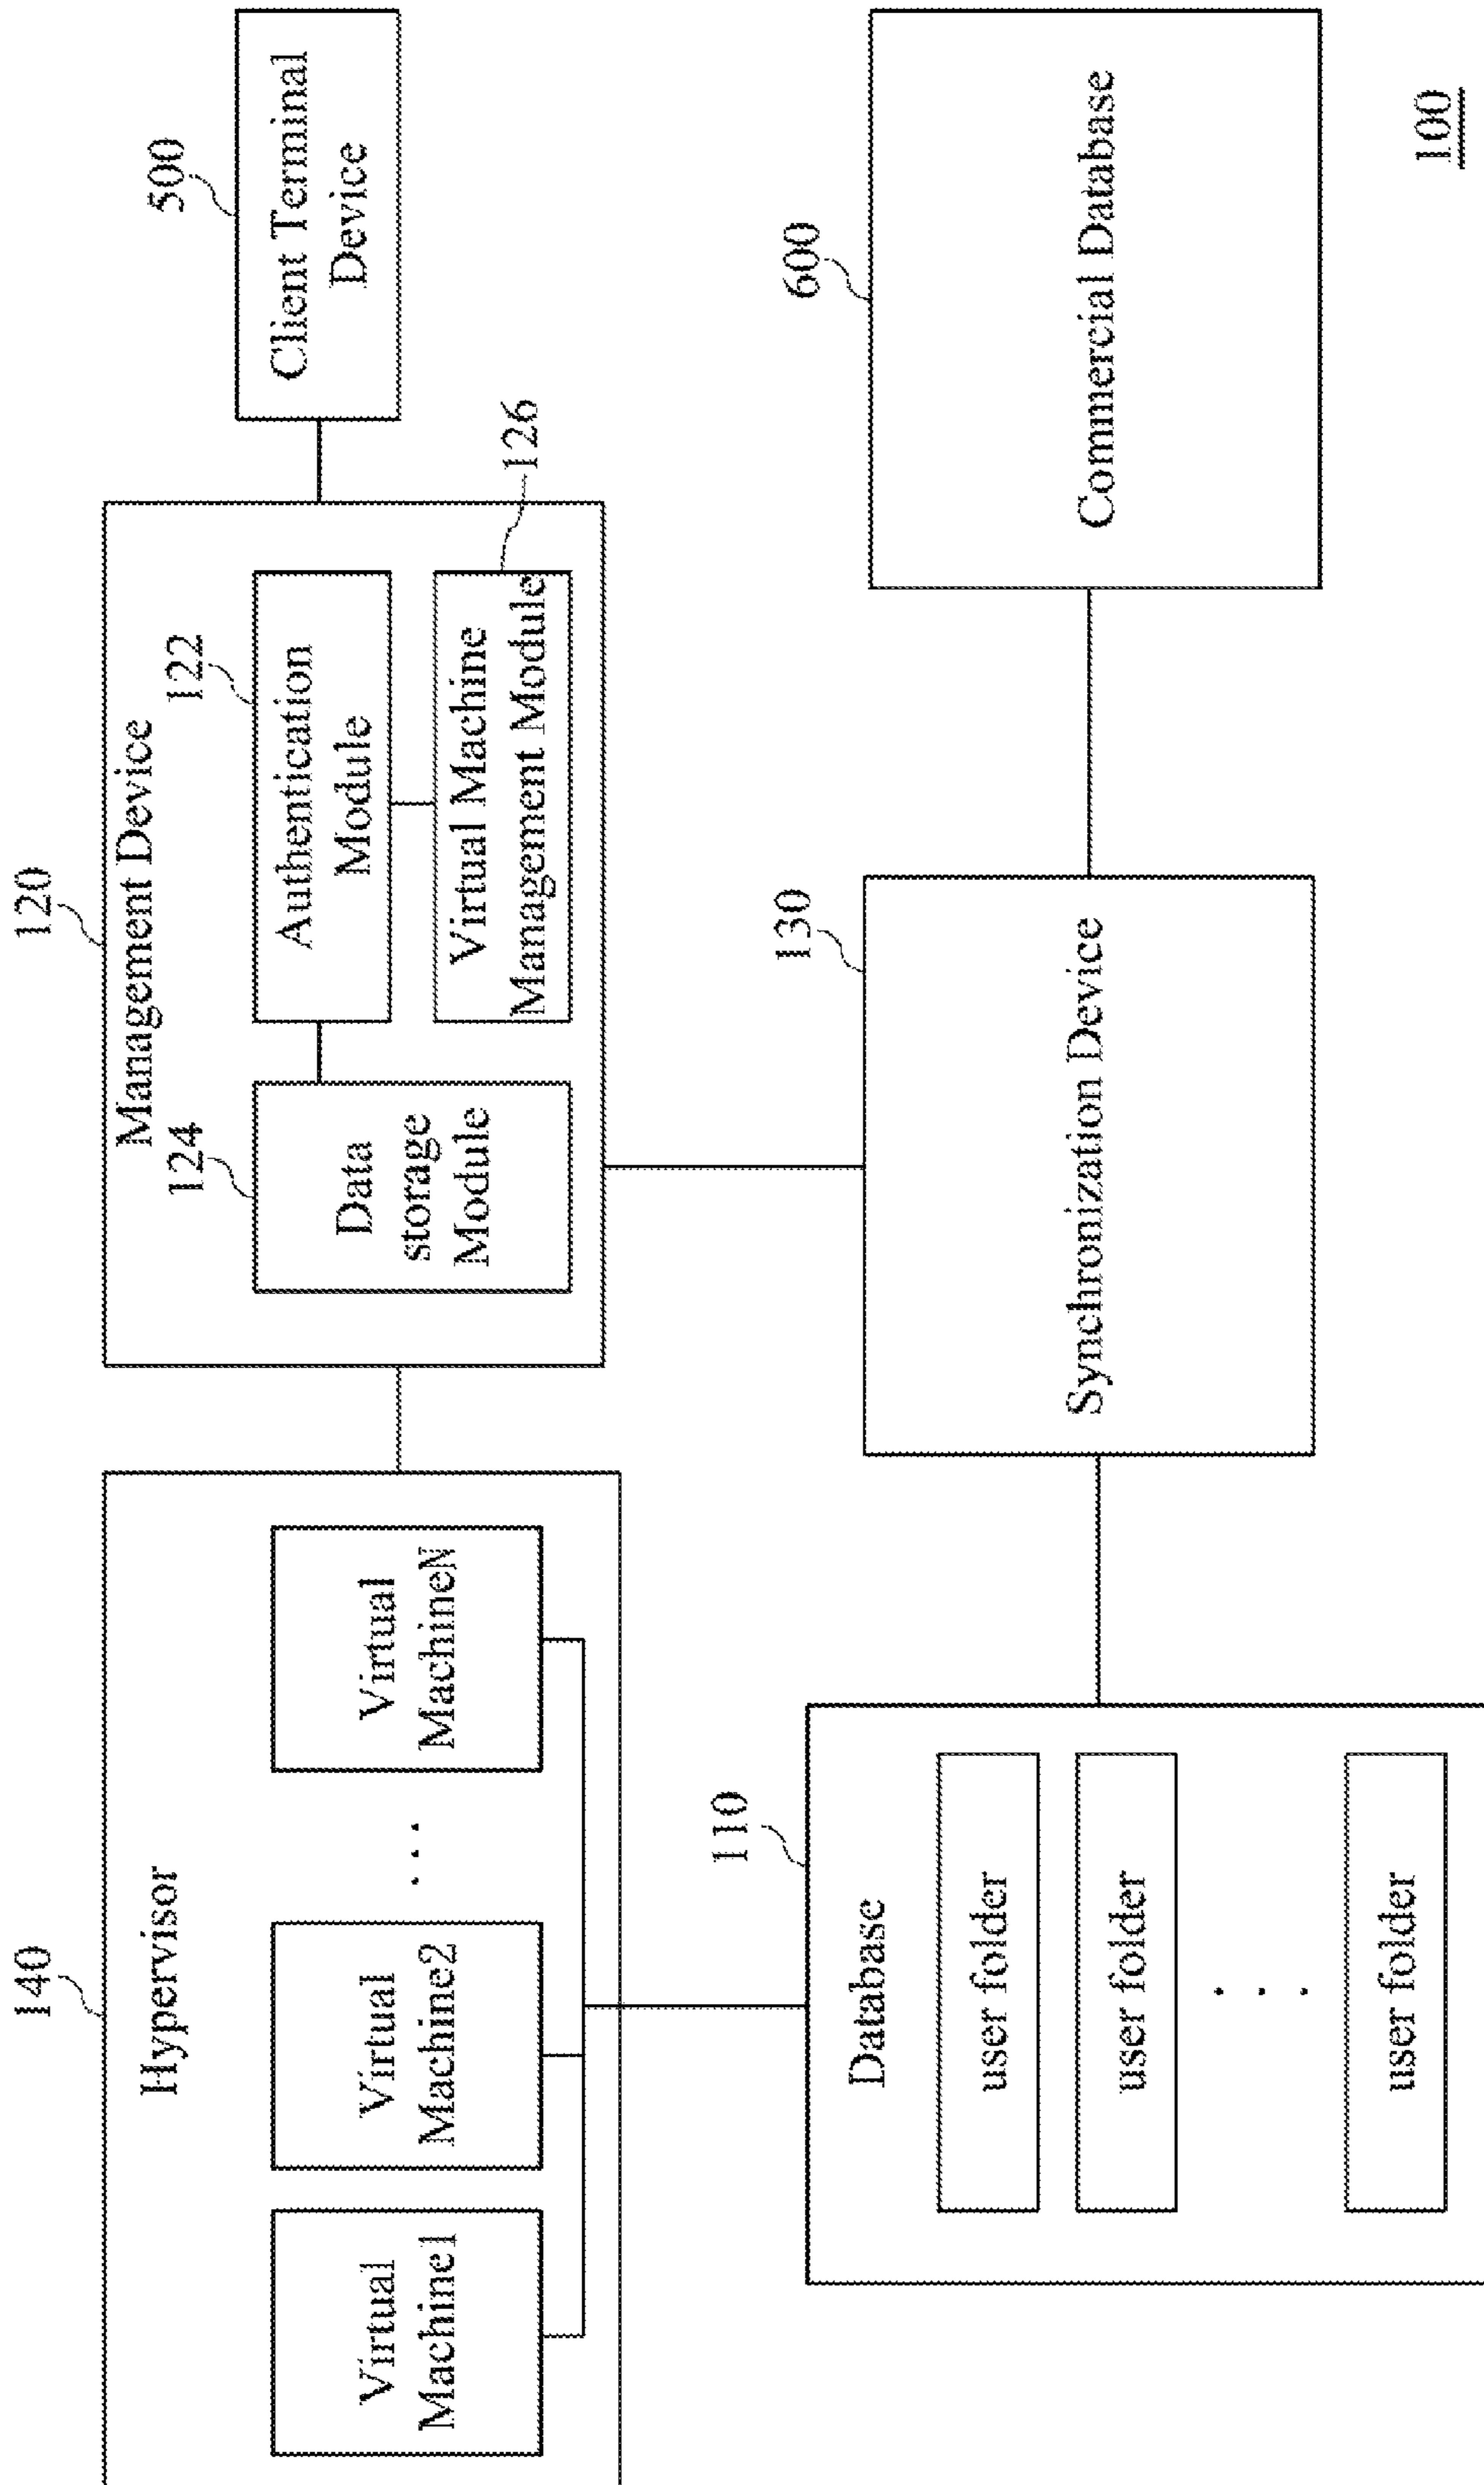 140
Hypervisor
Virtual
Machine1
Virtual
Machine2
. . .
Virtual
MachineN
120
Management Device
124
Data
storage
Module
122
Authentication
Module
Virtual Machine
Management Module
126
500
Client Terminal
Device
110
Database
user folder
user folder
. . .
user folder
130
Synchronization Device
600
Commercial Database
100